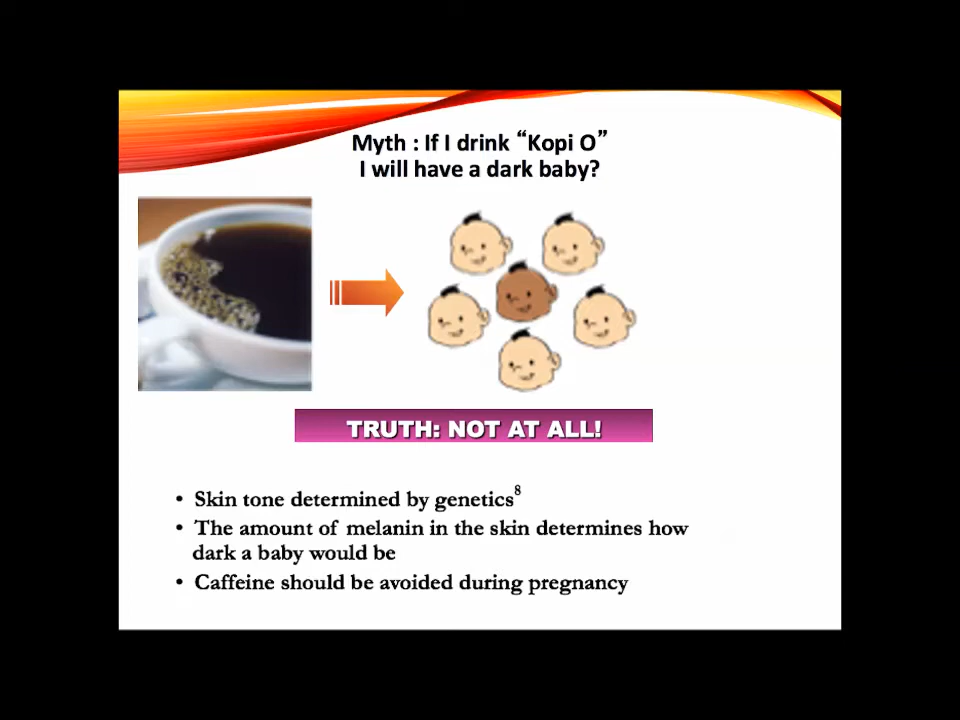 Myth : If I drink “Kopi O”
I will have a dark baby?
TRUTH: NOT AT ALL!
• Skin tone determined by genetics⁸
• The amount of melanin in the skin determines how
dark a baby would be
• Caffeine should be avoided during pregnancy